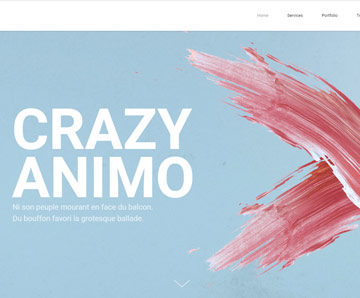 Home Services Portfolio
CRAZY
ANIMO
Ni son peuple mourant en face du balcon.
Du bouffon favori la grotesque ballade